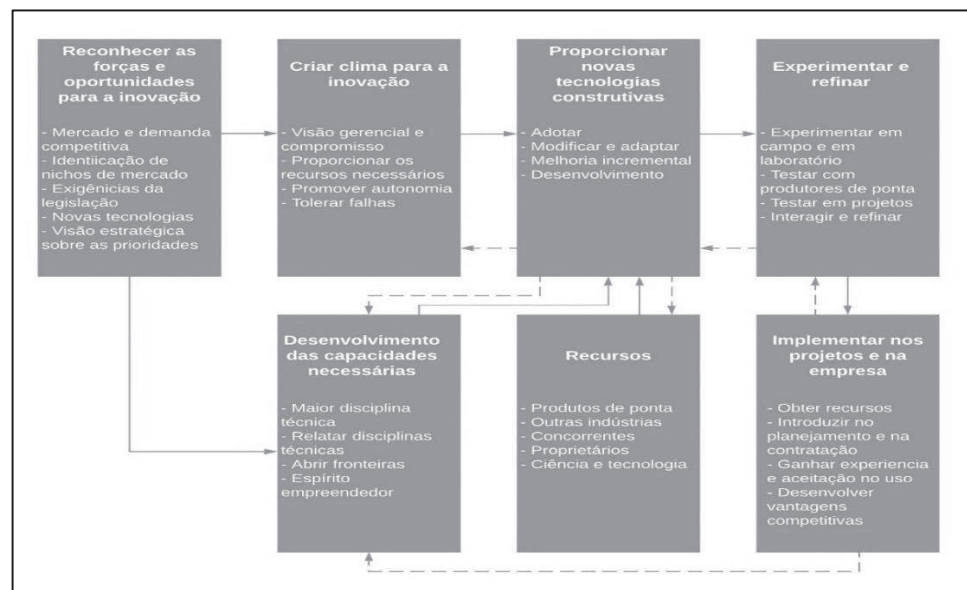 Reconhecer as
forças e
oportunidades
para a inovação
- Mercado e demanda
competitiva
- Identiicação de
nichos de mercado
- Exigênicias da
legislação
- Novas tecnologias
- Visão estratégica
sobre as prioridades
Criar clima para a
inovação
- Visão gerencial e
compromisso
- Proporcionar os
recursos necessários
- Promover autonomia
- Tolerar falhas
Proporcionar
novas
tecnologias
construtivas
- Adotar
- Modificar e adaptar
- Melhoria incremental
- Desenvolvimento
Experimentar e
refinar
- Experimentar em
campo e em
laboratório
- Testar com
produtores de ponta
- Testar em projetos
- Interagir e refinar
Desenvolvimento
das capacidades
necessárias
- Maior disciplina
técnica
- Relatar disciplinas
técnicas
- Abrir fronteiras
- Espírito
empreendedor
Recursos
- Produtos de ponta
- Outras indústrias
- Concorrentes
- Proprietários
- Ciência e tecnologia
Implementar nos
projetos e na
empresa
- Obter recursos
- Introduzir no
planejamento e na
contratação
- Ganhar experiencia
e aceitação no uso
- Desenvolver
vantagens
competitivas